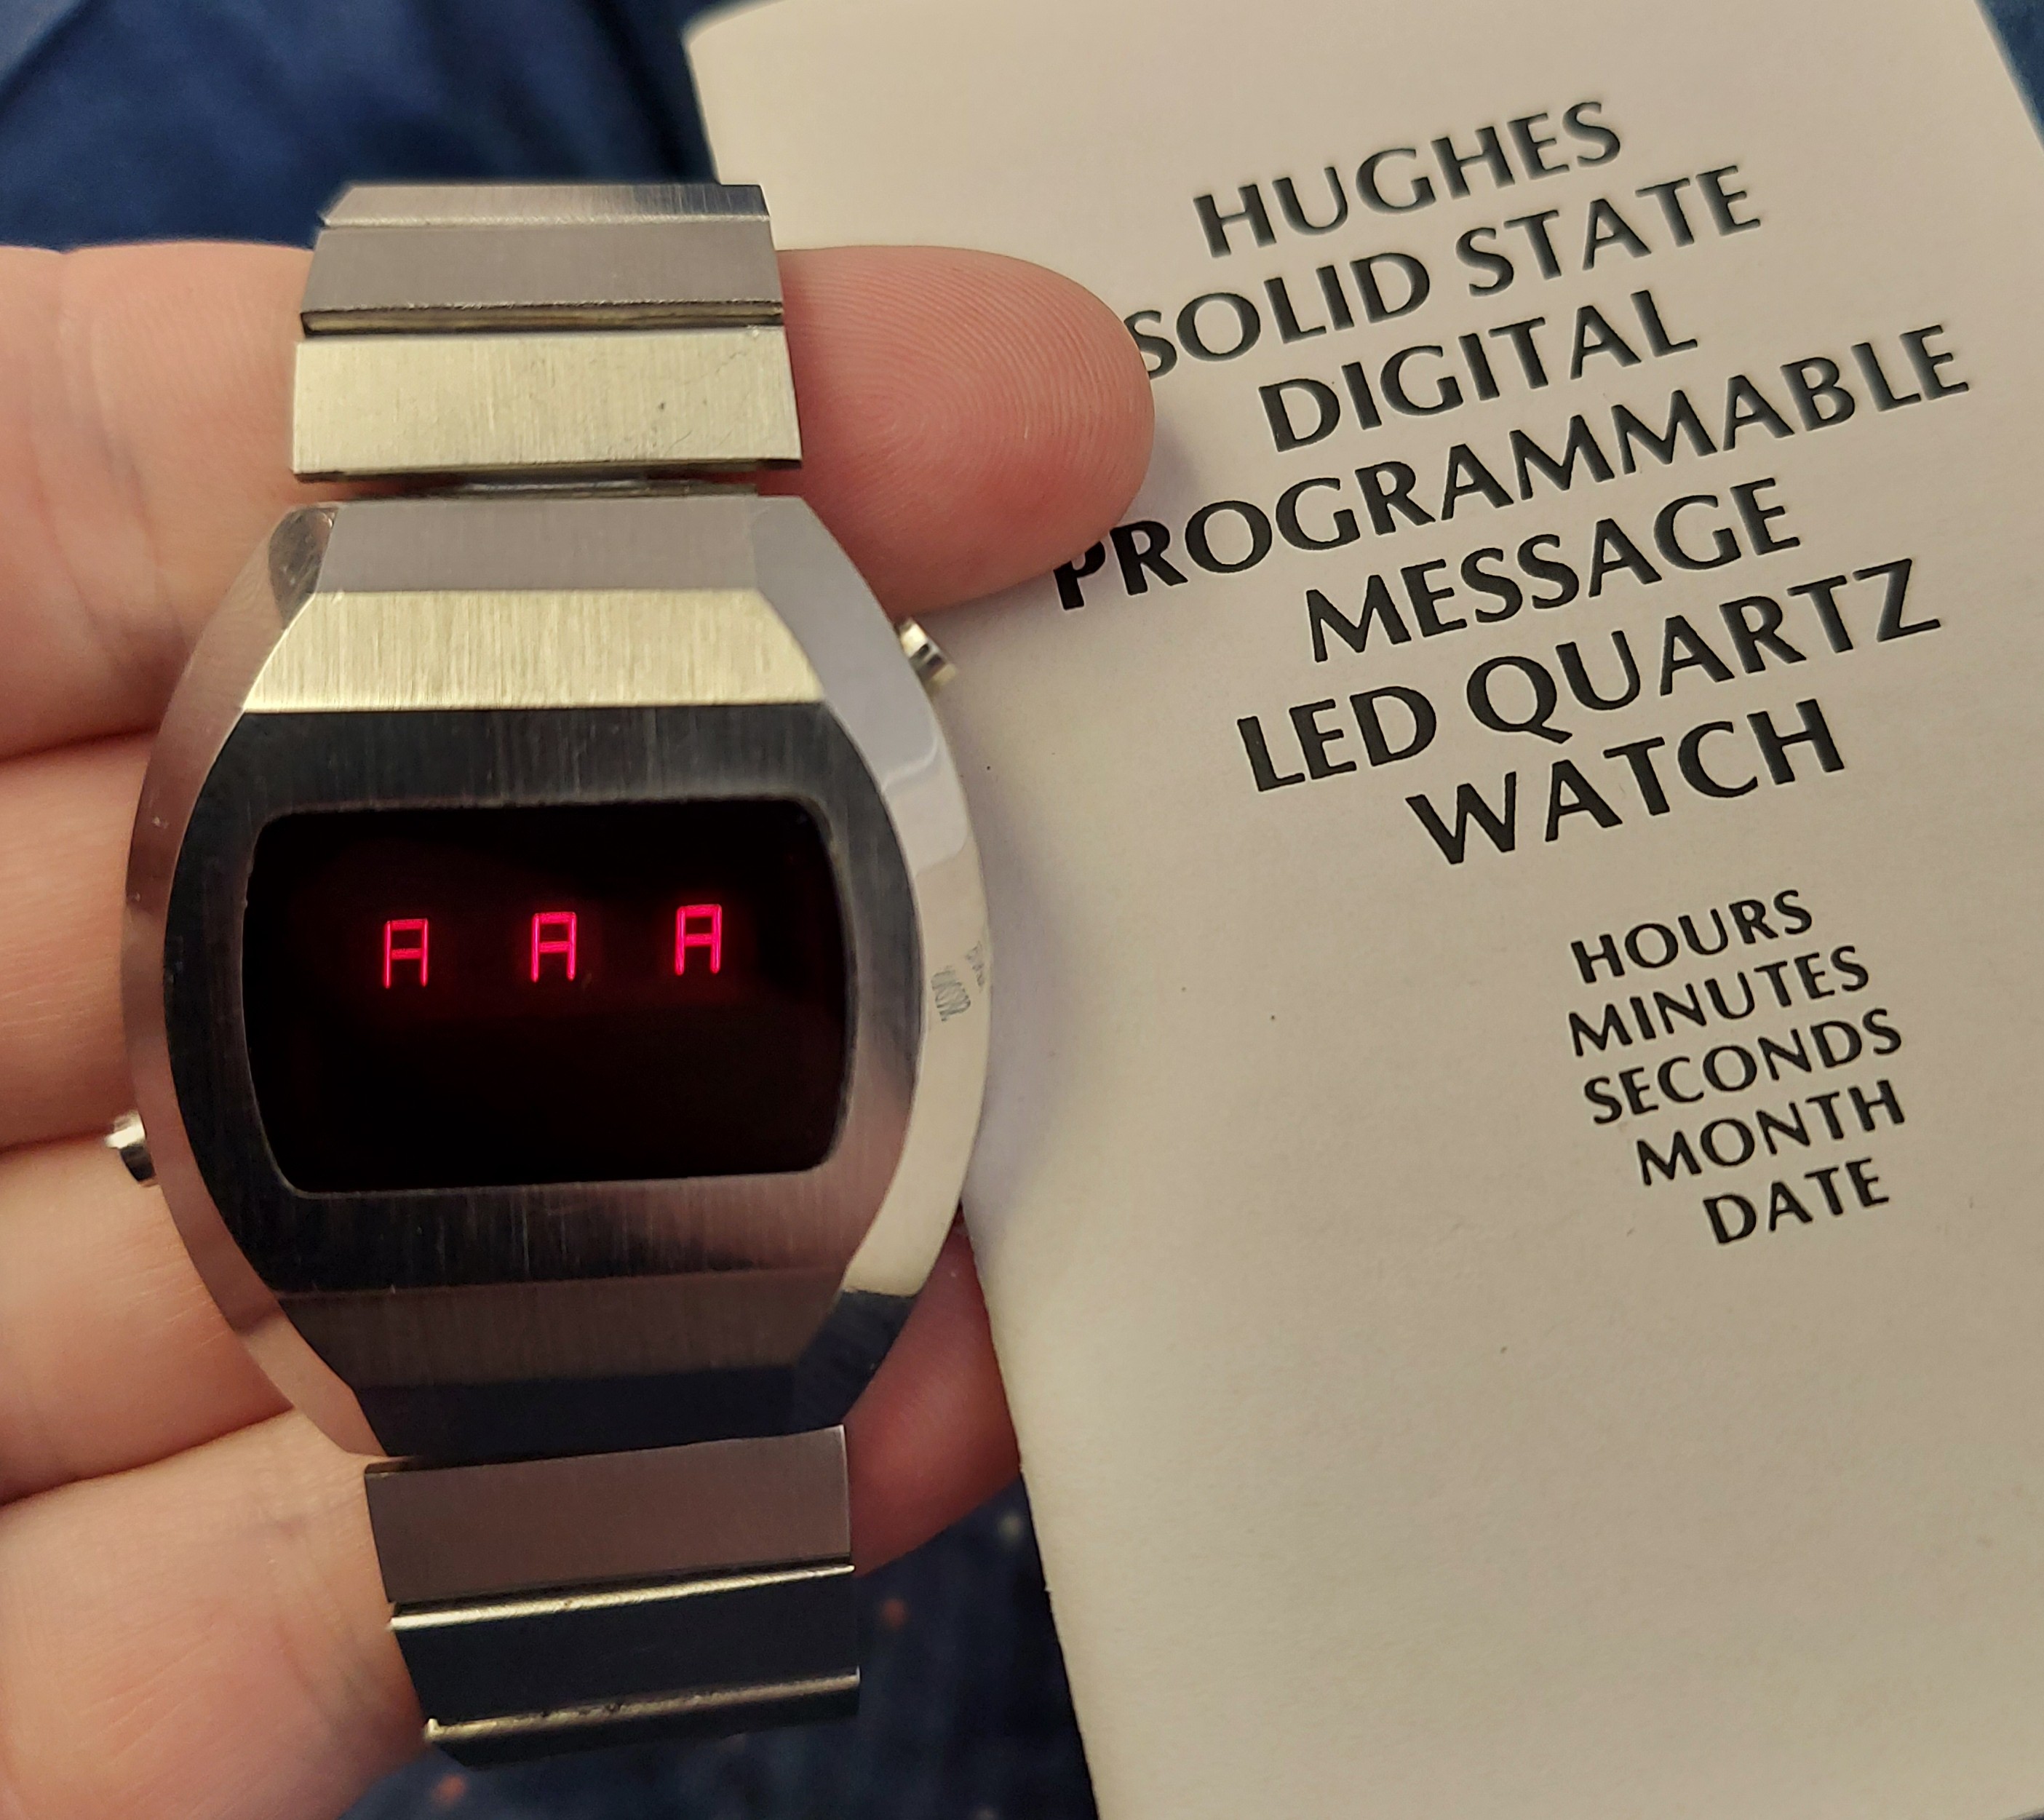 A A A
HUGHES
SOLID STATE
DIGITAL
PROGRAMMABLE
MESSAGE
LED QUARTZ
WATCH
HOURS
MINUTES
SECONDS
MONTH
DATE